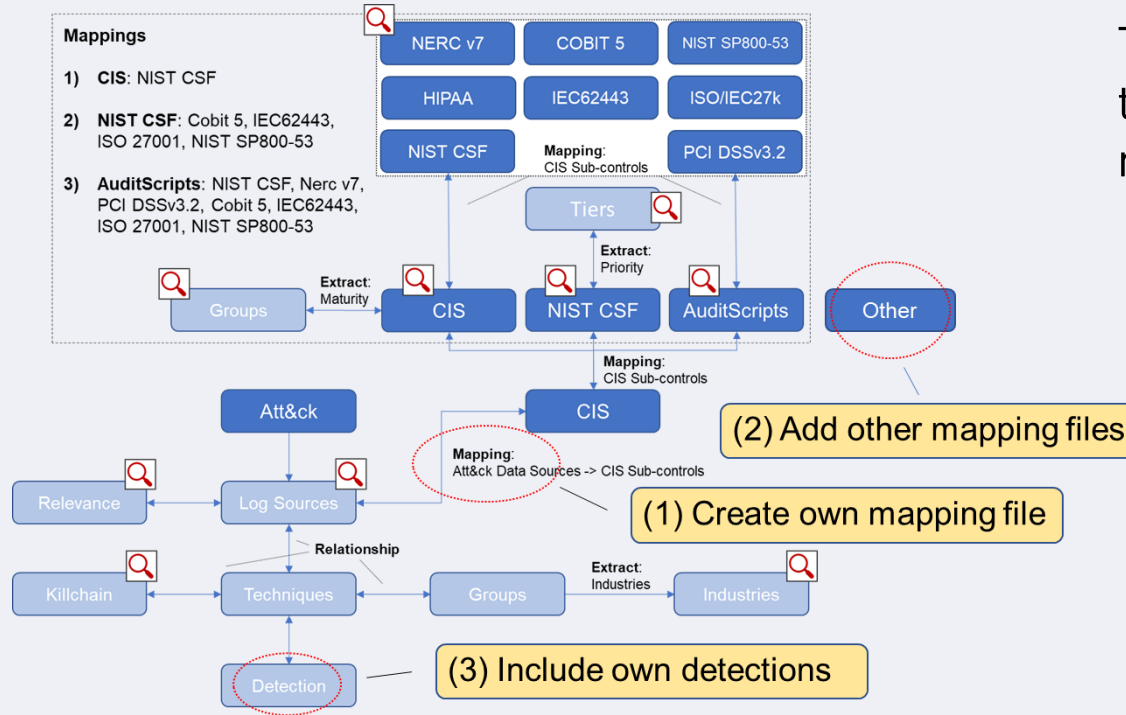 Mappings
1) CIS: NIST CSF
2) NIST CSF: Cobit 5, IEC62443,
ISO 27001, NIST SP800-53
3) AuditScripts: NIST CSF, Nerc v7,
PCI DSSv3.2, Cobit 5, IEC62443,
ISO 27001, NIST SP800-53
NERC v7
COBIT 5
NIST SP800-53
HIPAA
IEC62443
ISO/IEC27k
NIST CSF
Mapping:
CIS Sub-controls
PCI DSSv3.2
Tiers
Extract:
Priority
Groups
Extract:
Maturity
CIS
NIST CSF
AuditScripts
Other
Mapping:
CIS Sub-controls
Att&ck
CIS
(2) Add other mapping files
Mapping:
Att&ck Data Sources -> CIS Sub-controls
Relevance
Log Sources
(1) Create own mapping file
Relationship
Killchain
Techniques
Groups
Extract:
Industries
Industries
Detection
(3) Include own detections